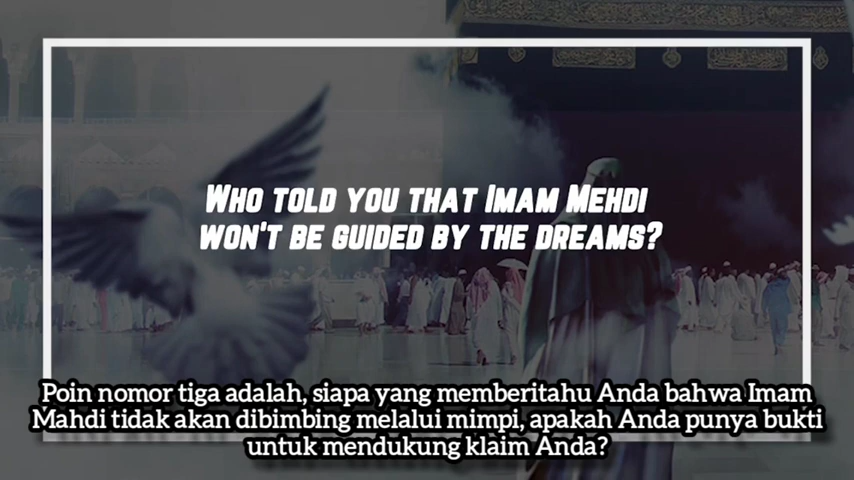 Who told you that Imam Mehdi
won't be guided by the dreams?
Poin nomor tiga adalah, siapa yang memberitahu Anda bahwa Imam
Mahdi tidak akan dibimbing melalui mimpi, apakah Anda punya bukti
untuk mendukung klaim Anda?